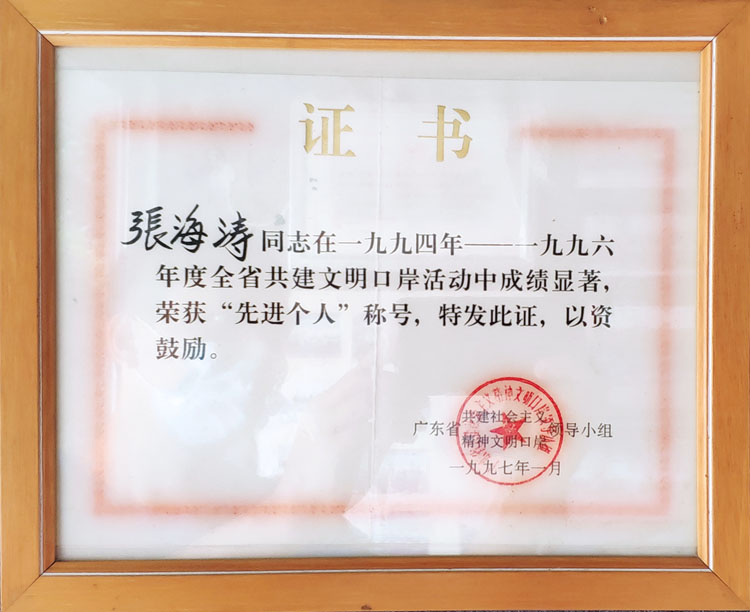 证书
張海涛同志在一九九四年——一九九六
年度全省共建文明口岸活动中成绩显著，
荣获“先进个人”称号，特发此证，以资
鼓励。
广东省共建社会主义精神文明口岸领导小组
一九九七年一月